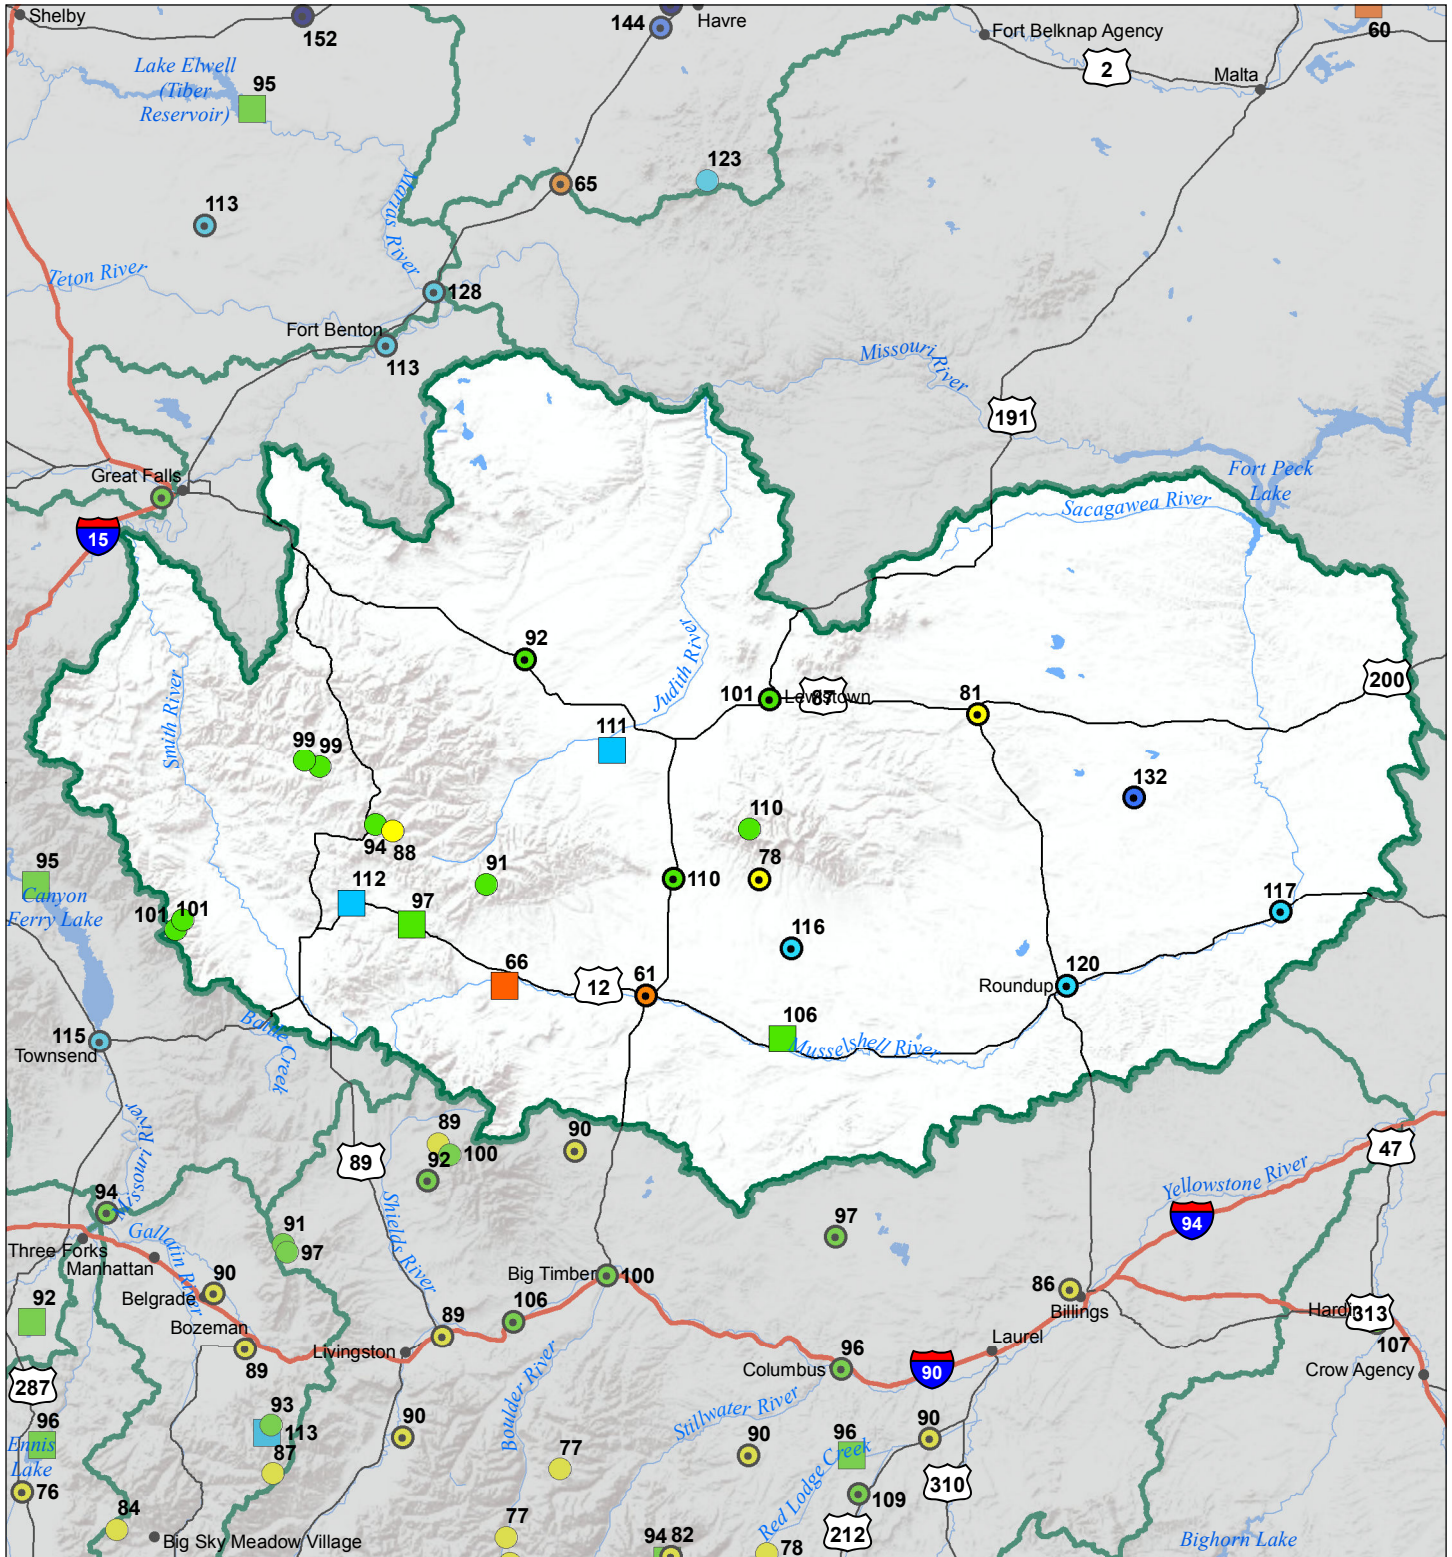 Shelby
152
144
Havre
Fort Belknap Agency
60
2
Malta
Lake Elwell
(Tiber
Reservoir)
95
Marias River
123
65
113
Teton River
128
Fort Benton
113
Missouri River
191
Great Falls
15
Fort Peck
Lake
Sacagawea River
92
Judith River
Smith River
101
Lewistown
87
81
200
111
99
99
132
110
94
88
78
91
112
97
110
95
Canyon
Ferry Lake
101
101
117
116
66
12
61
120
Roundup
106
Musselshell River
115
Townsend
Battle Creek
Missouri River
89
89
100
92
90
47
Yellowstone River
94
94
Gallatin River
Three Forks
Manhattan
91
97
Shields River
97
90
Belgrade
Big Timber
100
86
Billings
92
Bozeman
89
106
89
Livingston
Hardi
313
107
Crow Agency
Laurel
96
Columbus
90
287
Boulder River
Stillwater River
96
Ennis
Lake
76
93
113
87
90
77
90
96
90
Red Lodge Creek
310
109
212
84
Big Sky Meadow Village
77
94
82
78
Bighorn Lake